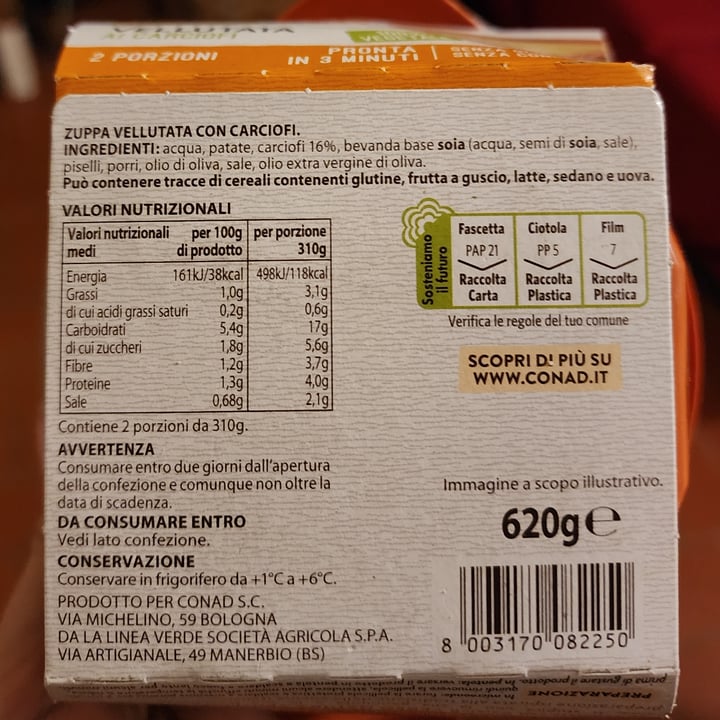 VELLUTATA
AI CARCIOFI
2 PORZIONI
PRONTA
IN 3 MINUTI
SENZA
ZUPPA VELLUTATA CON CARCIOFI.
INGREDIENTI: acqua, patate, carciofi 16%, bevanda base soia (acqua, semi di soia, sale),
piselli, porri, olio di oliva, sale, olio extra vergine di oliva.
Può contenere tracce di cereali contenenti glutine, frutta a guscio, latte, sedano e uova.
VALORI NUTRIZIONALI
Valori nutrizionali per 100g per porzione
medi di prodotto 310g
Energia 161kJ/38kcal 498kJ/118kcal
Grassi 1,0g 3,1g
di cui acidi grassi saturi 0,2g 0,6g
Carboidrati 5,4g 17g
di cui zuccheri 1,8g 5,6g
Fibre 1,2g 3,7g
Proteine 1,3g 4,0g
Sale 0,68g 2,1g
Contiene 2 porzioni da 310g.
AVVERTENZA
Consumare entro due giorni dall'apertura
della confezione e comunque non oltre la
data di scadenza.
DA CONSUMARE ENTRO
Vedi lato confezione.
CONSERVAZIONE
Conservare in frigorifero da +1°C a +6°C.
PRODOTTO PER CONAD S.C.
VIA MICHELINO, 59 BOLOGNA
DA LA LINEA VERDE SOCIETÀ AGRICOLA S.P.A.
VIA ARTIGIANALE, 49 MANERBIO (BS)
Sosteniamo
il futuro
Fascetta Ciotola Film
PAP 21 PP 5 7
Raccolta Raccolta Raccolta
Carta Plastica Plastica
Verifica le regole del tuo comune
SCOPRI DI PIÙ SU
WWW.CONAD.IT
Immagine a scopo illustrativo.
620g e
8 003170 082250
PREPARAZIONE